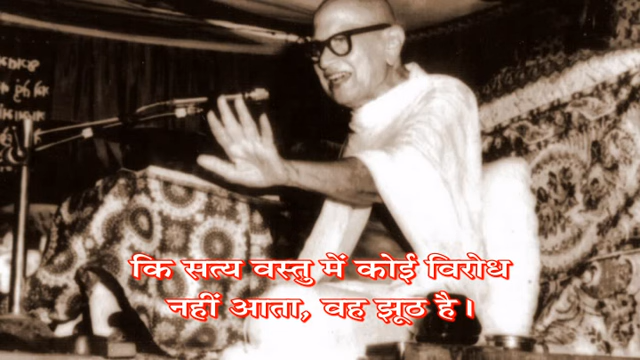 कि सत्य वस्तु में कोई विरोध
नहीं आता, वह झूठ है।